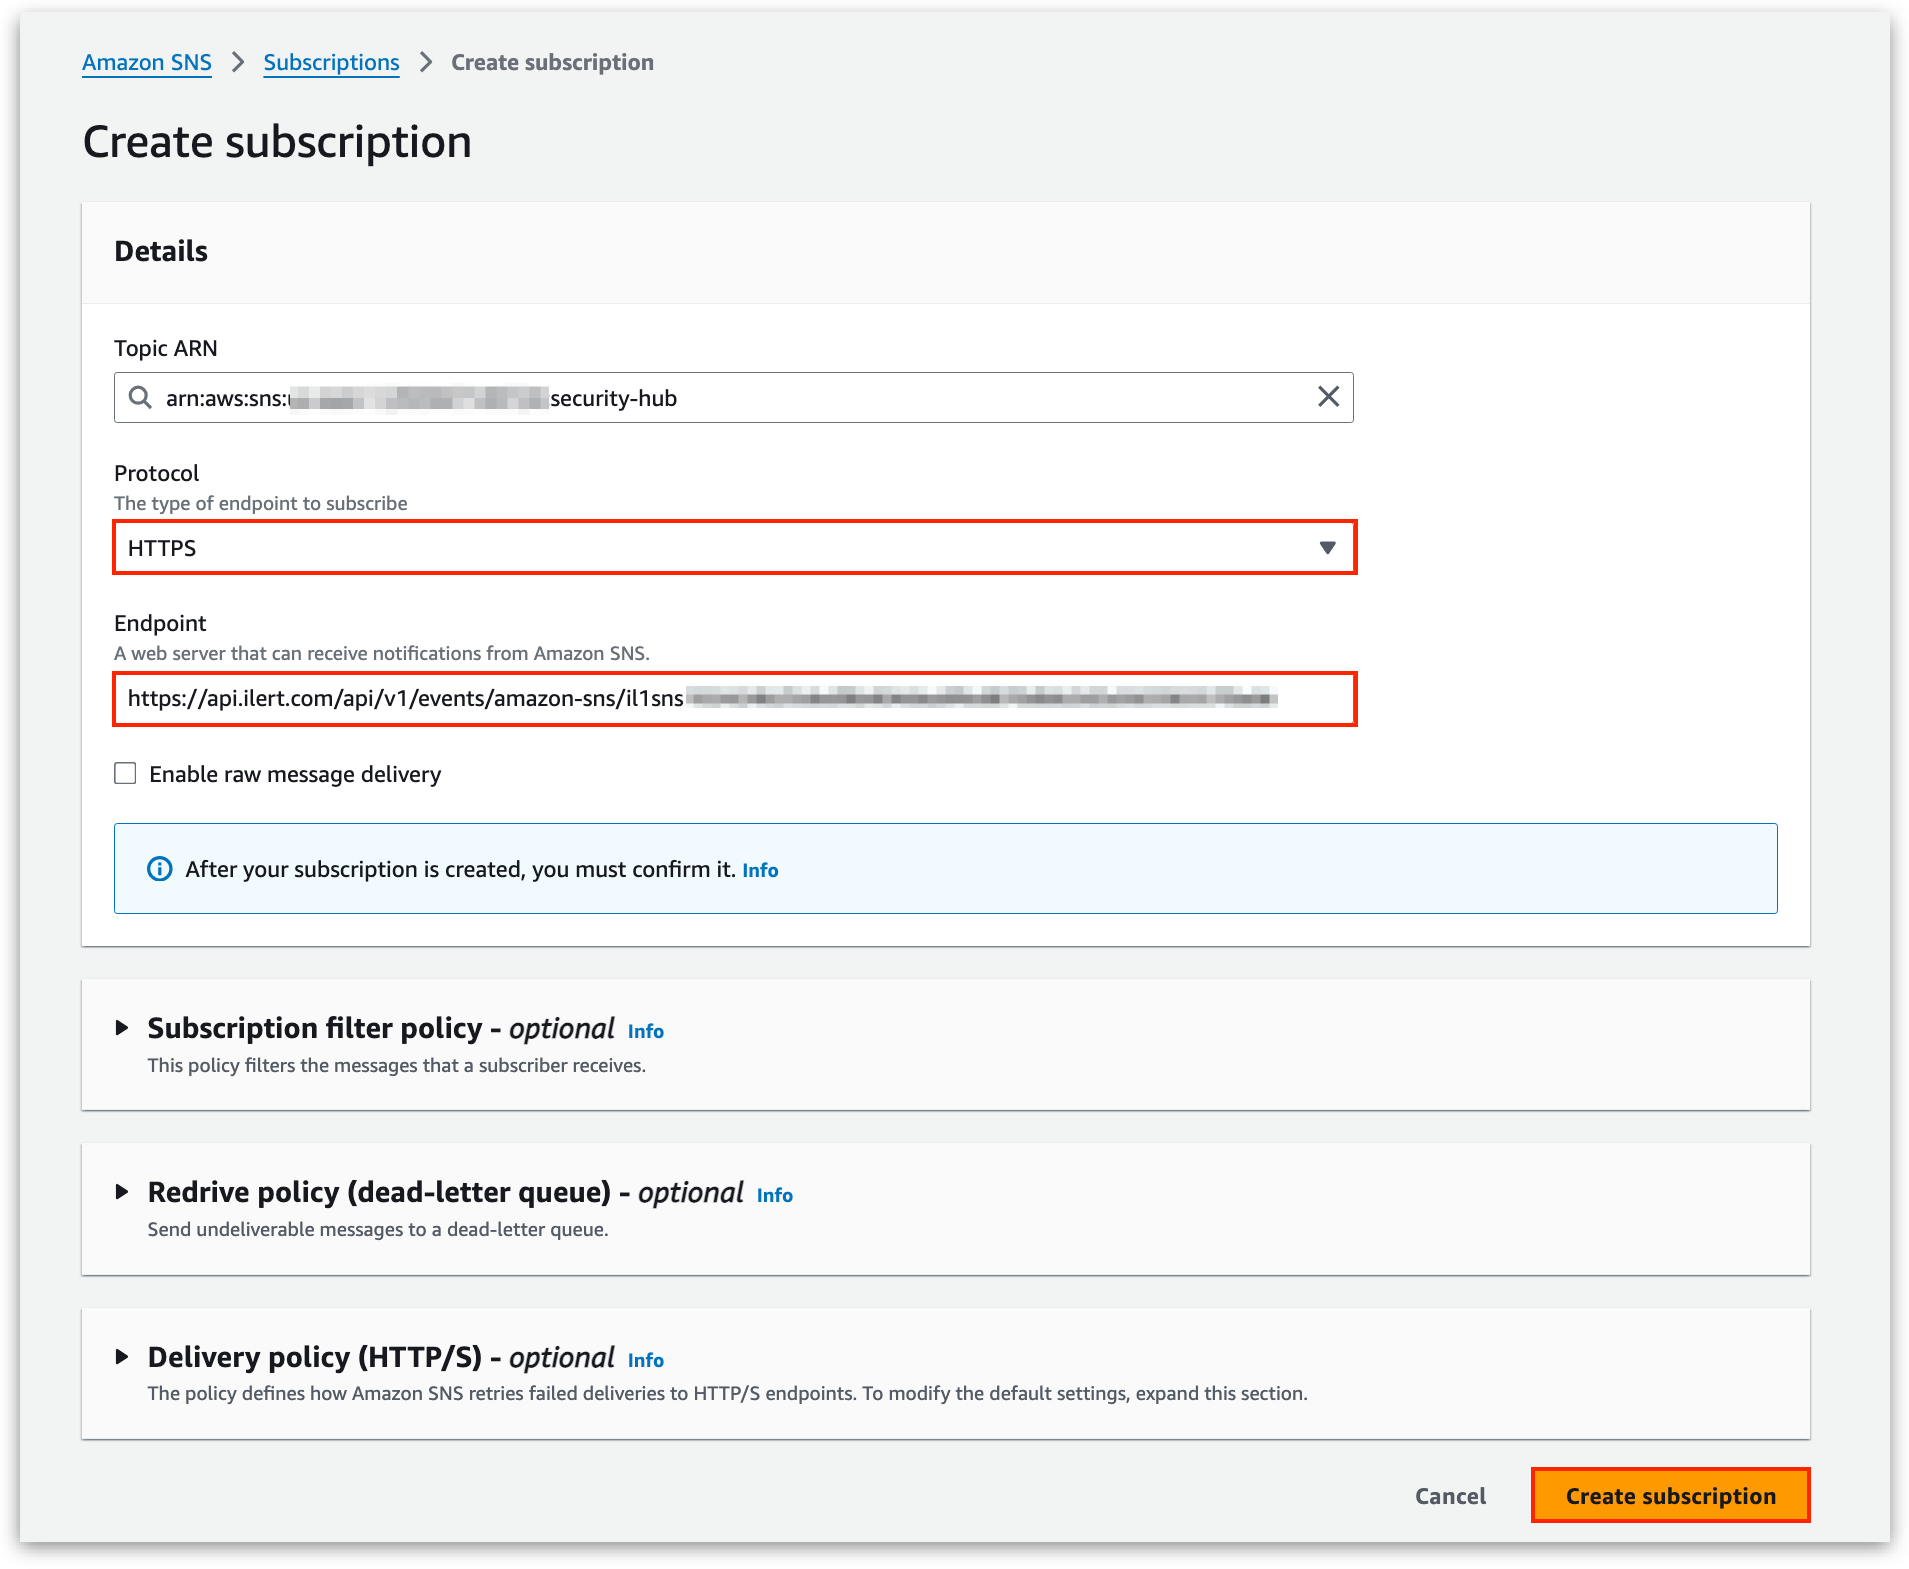 Amazon SNS > Subscriptions > Create subscription
Create subscription
Details
Topic ARN
arn:aws:sns: security-hub
Protocol
The type of endpoint to subscribe
HTTPS
Endpoint
A web server that can receive notifications from Amazon SNS.
https://api.ilert.com/api/v1/events/amazon-sns/il1sns
Enable raw message delivery
After your subscription is created, you must confirm it. Info
Subscription filter policy - optional Info
This policy filters the messages that a subscriber receives.
Redrive policy (dead-letter queue) - optional Info
Send undeliverable messages to a dead-letter queue.
Delivery policy (HTTP/S) - optional Info
The policy defines how Amazon SNS retries failed deliveries to HTTP/S endpoints. To modify the default settings, expand this section.
Cancel Create subscription